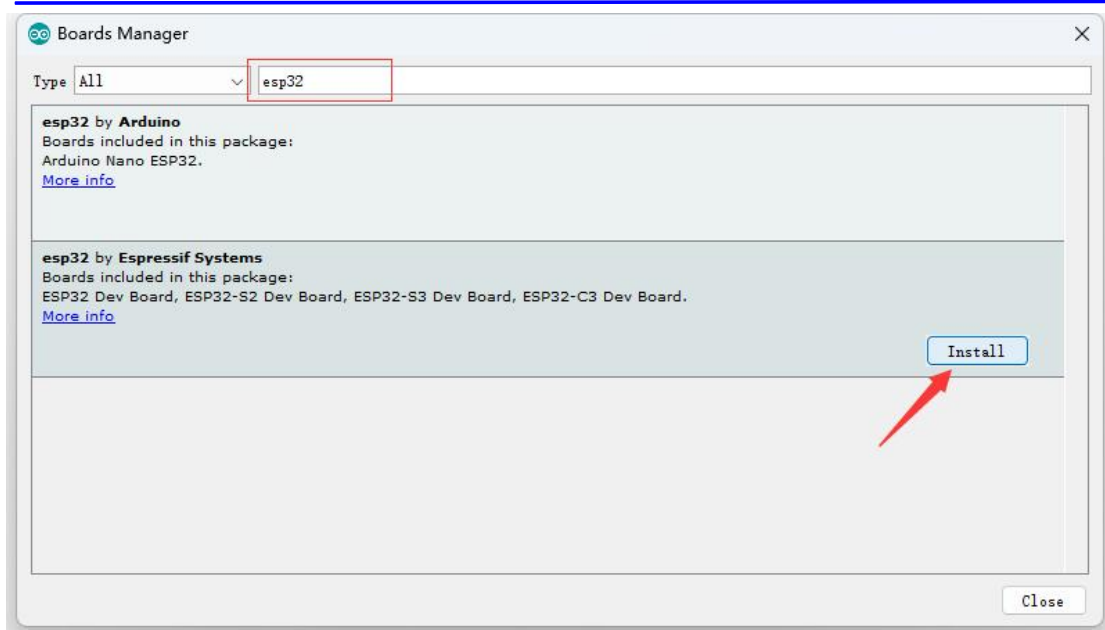 Boards Manager
Type All esp32
esp32 by Arduino
Boards included in this package:
Arduino Nano ESP32.
More info
esp32 by Espressif Systems
Boards included in this package:
ESP32 Dev Board, ESP32-S2 Dev Board, ESP32-S3 Dev Board, ESP32-C3 Dev Board.
More info
Install
Close